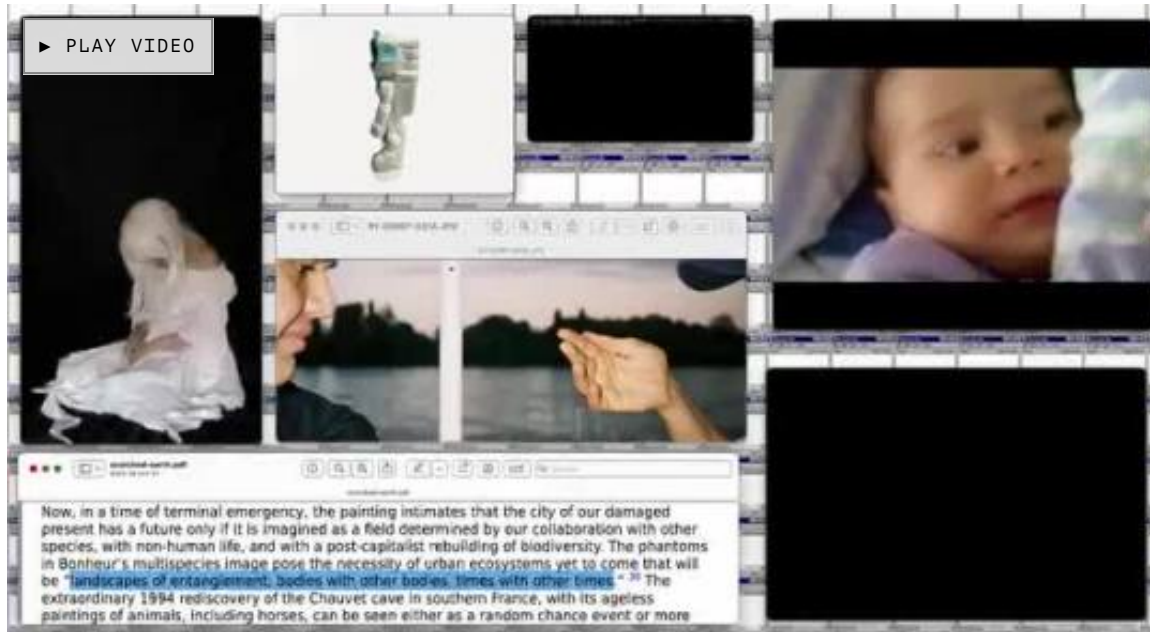 ► PLAY VIDEO
scorched-earth.pdf
Now, in a time of terminal emergency, the painting intimates that the city of our damaged
present has a future only if it is imagined as a field determined by our collaboration with other
species, with non-human life, and with a post-capitalist rebuilding of biodiversity. The phantoms
in Bonheur's multispecies image pose the necessity of urban ecosystems yet to come that will
be "landscapes of entanglement, bodies with other bodies, times with other times." 30 The
extraordinary 1994 rediscovery of the Chauvet cave in southern France, with its ageless
paintings of animals, including horses, can be seen either as a random chance event or more